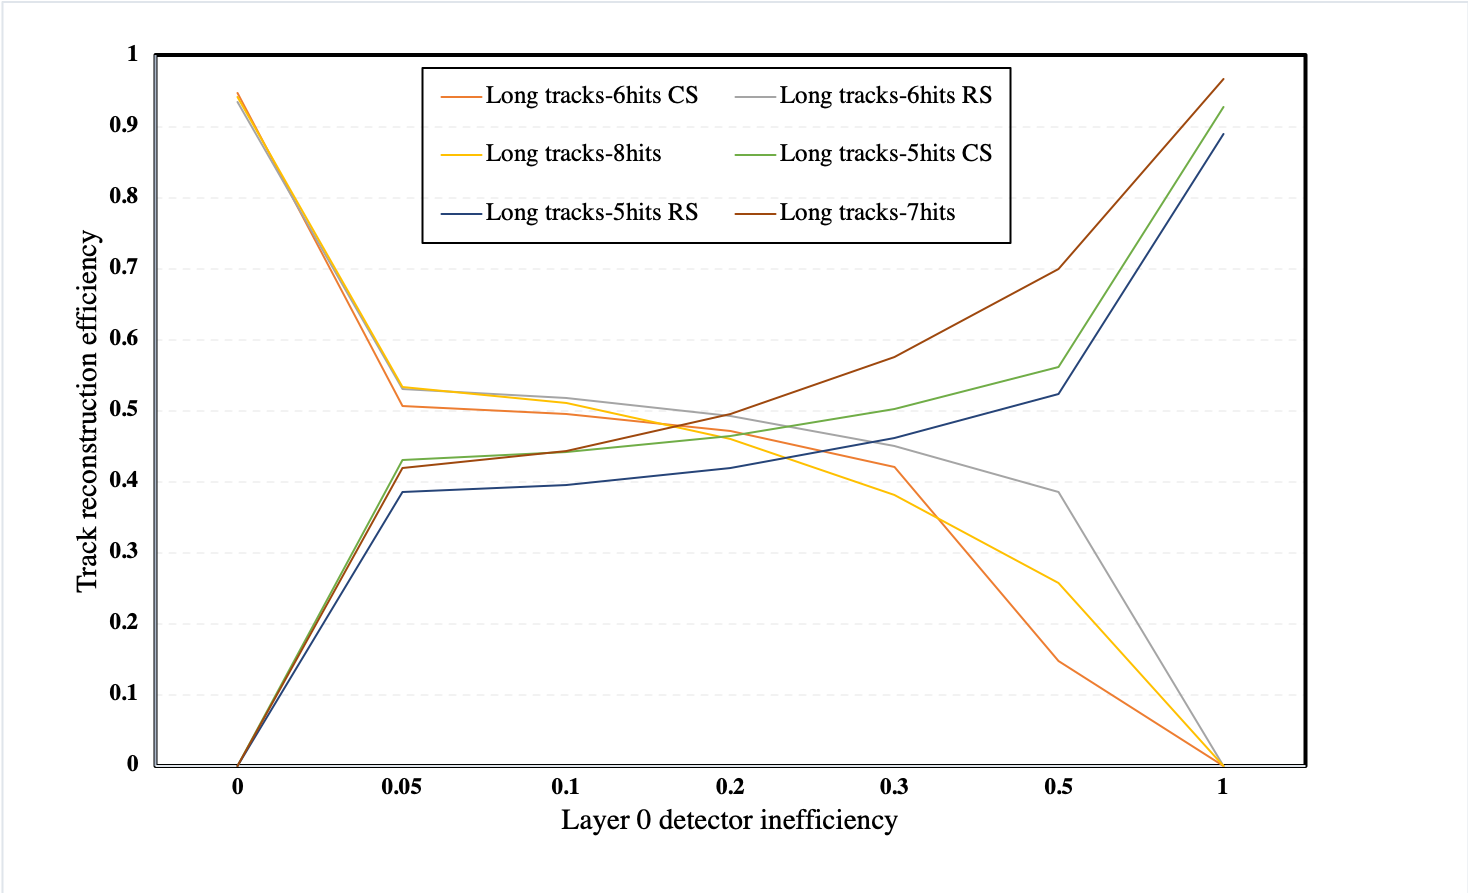 1
0.9
0.8
0.7
0.6
0.5
0.4
0.3
0.2
0.1
0
Track reconstruction efficiency
Long tracks-6hits CS Long tracks-6hits RS
Long tracks-8hits Long tracks-5hits CS
Long tracks-5hits RS Long tracks-7hits
0 0.05 0.1 0.2 0.3 0.5 1
Layer 0 detector inefficiency